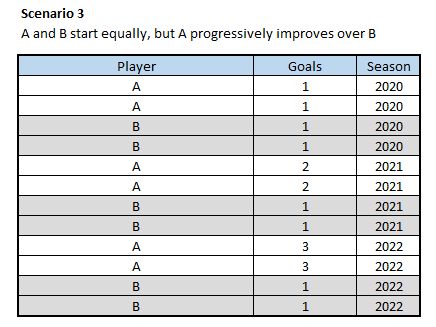 Scenario 3
A and B start equally, but A progressively improves over B
Player Goals Season
A 1 2020
A 1 2020
B 1 2020
B 1 2020
A 2 2021
A 2 2021
B 1 2021
B 1 2021
A 3 2022
A 3 2022
B 1 2022
B 1 2022